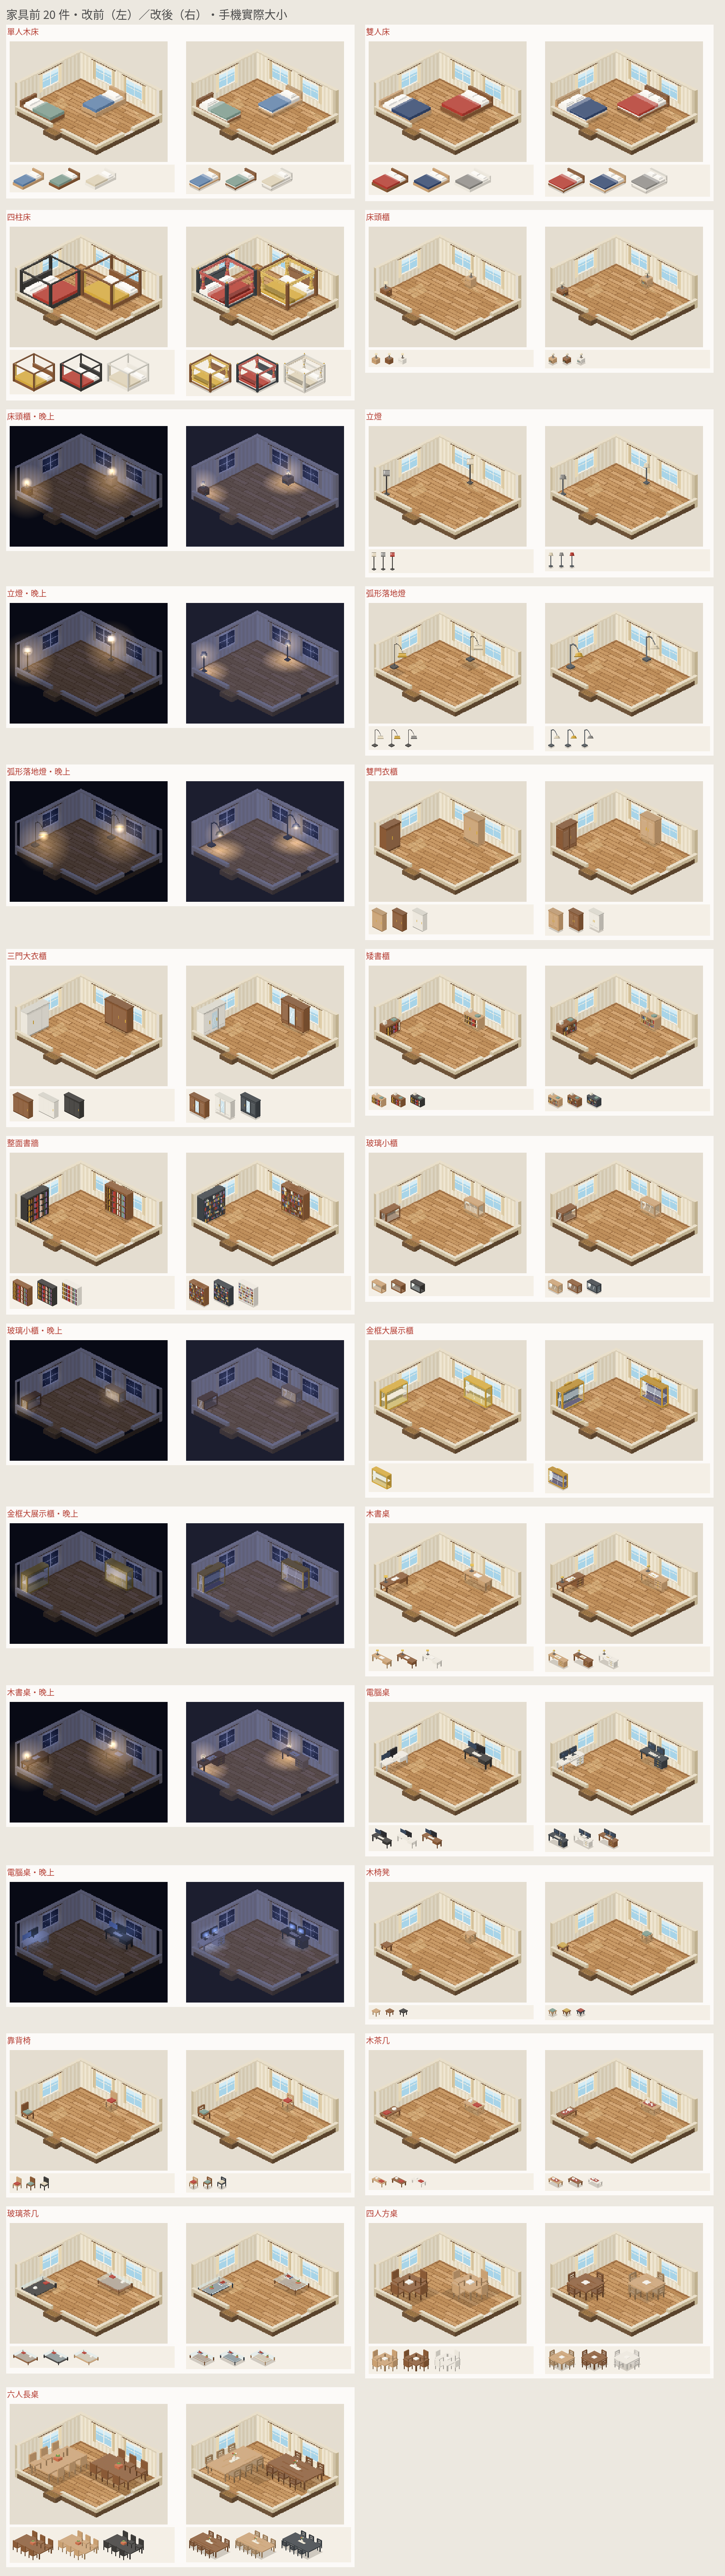 家具前 20 件・改前（左）／改後（右）・手機實際大小
單人木床
雙人床
四柱床
床頭櫃
床頭櫃・晚上
立燈
立燈・晚上
弧形落地燈
弧形落地燈・晚上
雙門衣櫃
三門大衣櫃
矮書櫃
整面書牆
玻璃小櫃
玻璃小櫃・晚上
金框大展示櫃
金框大展示櫃・晚上
木書桌
木書桌・晚上
電腦桌
電腦桌・晚上
木椅凳
靠背椅
木茶几
玻璃茶几
四人方桌
六人長桌